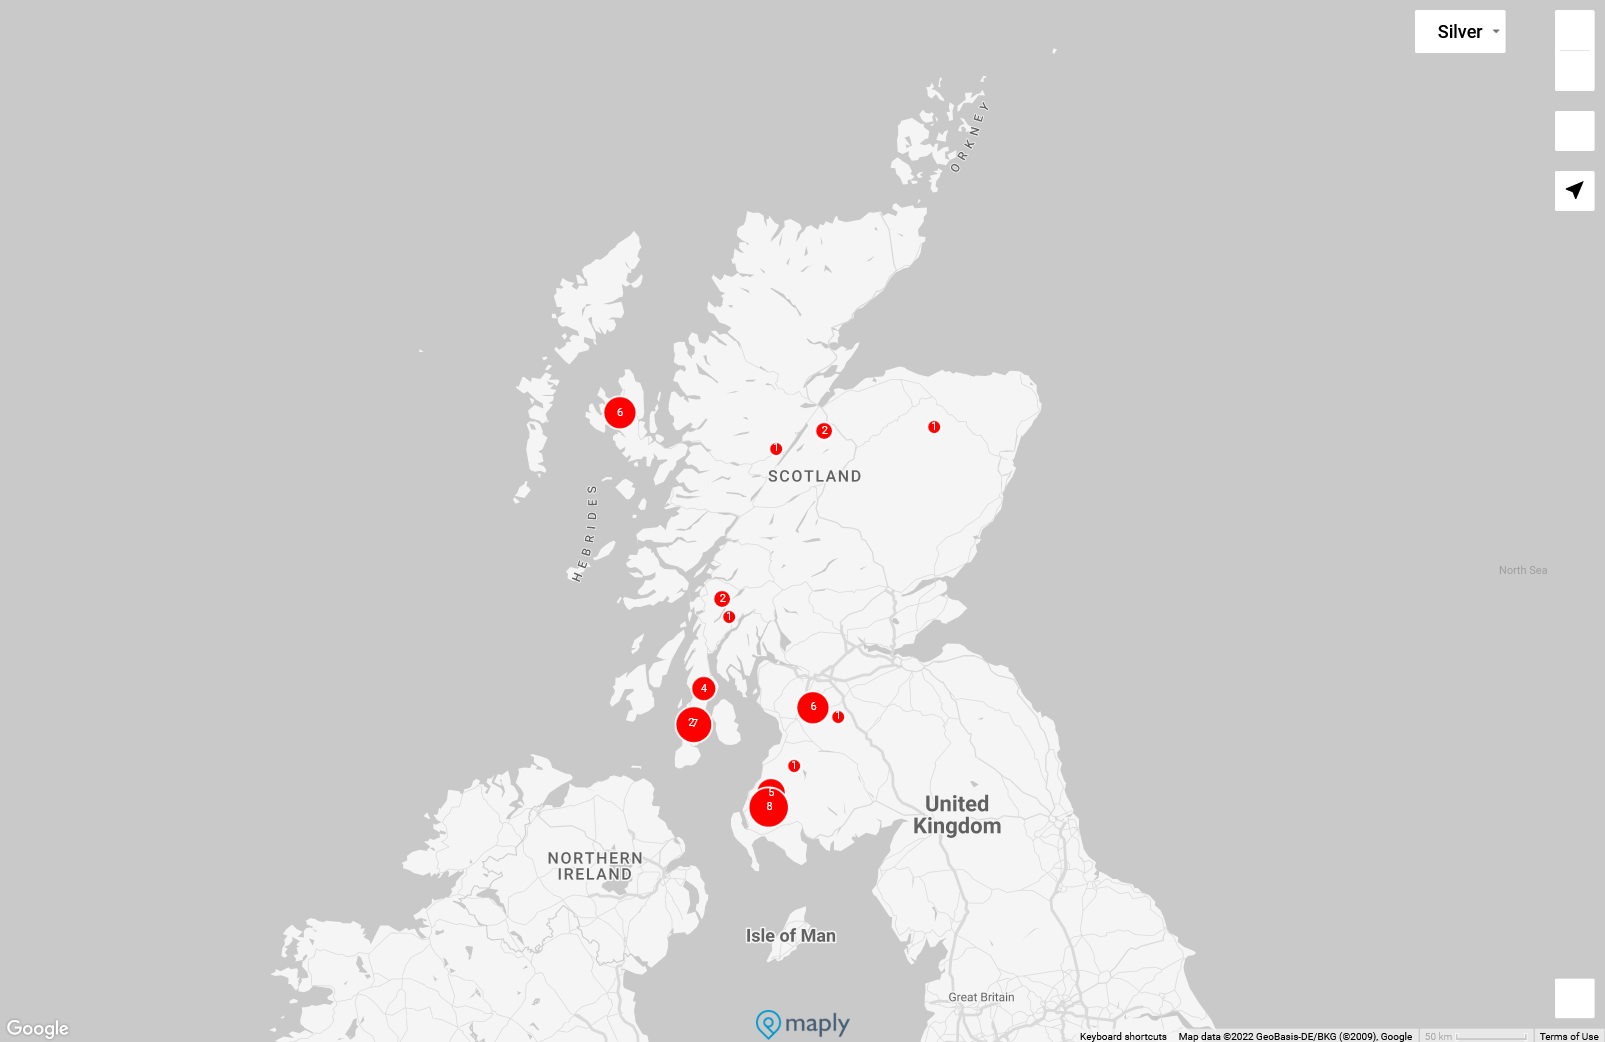 Silver
ORKNEY
6
1
2
1
SCOTLAND
HEBRIDES
North Sea
2
1
4
27
6
1
1
5
8
United
Kingdom
NORTHERN
IRELAND
Isle of Man
Great Britain
Google
maply
Keyboard shortcuts
Map data ©2022 GeoBasis-DE/BKG (©2009), Google
50 km
Terms of Use